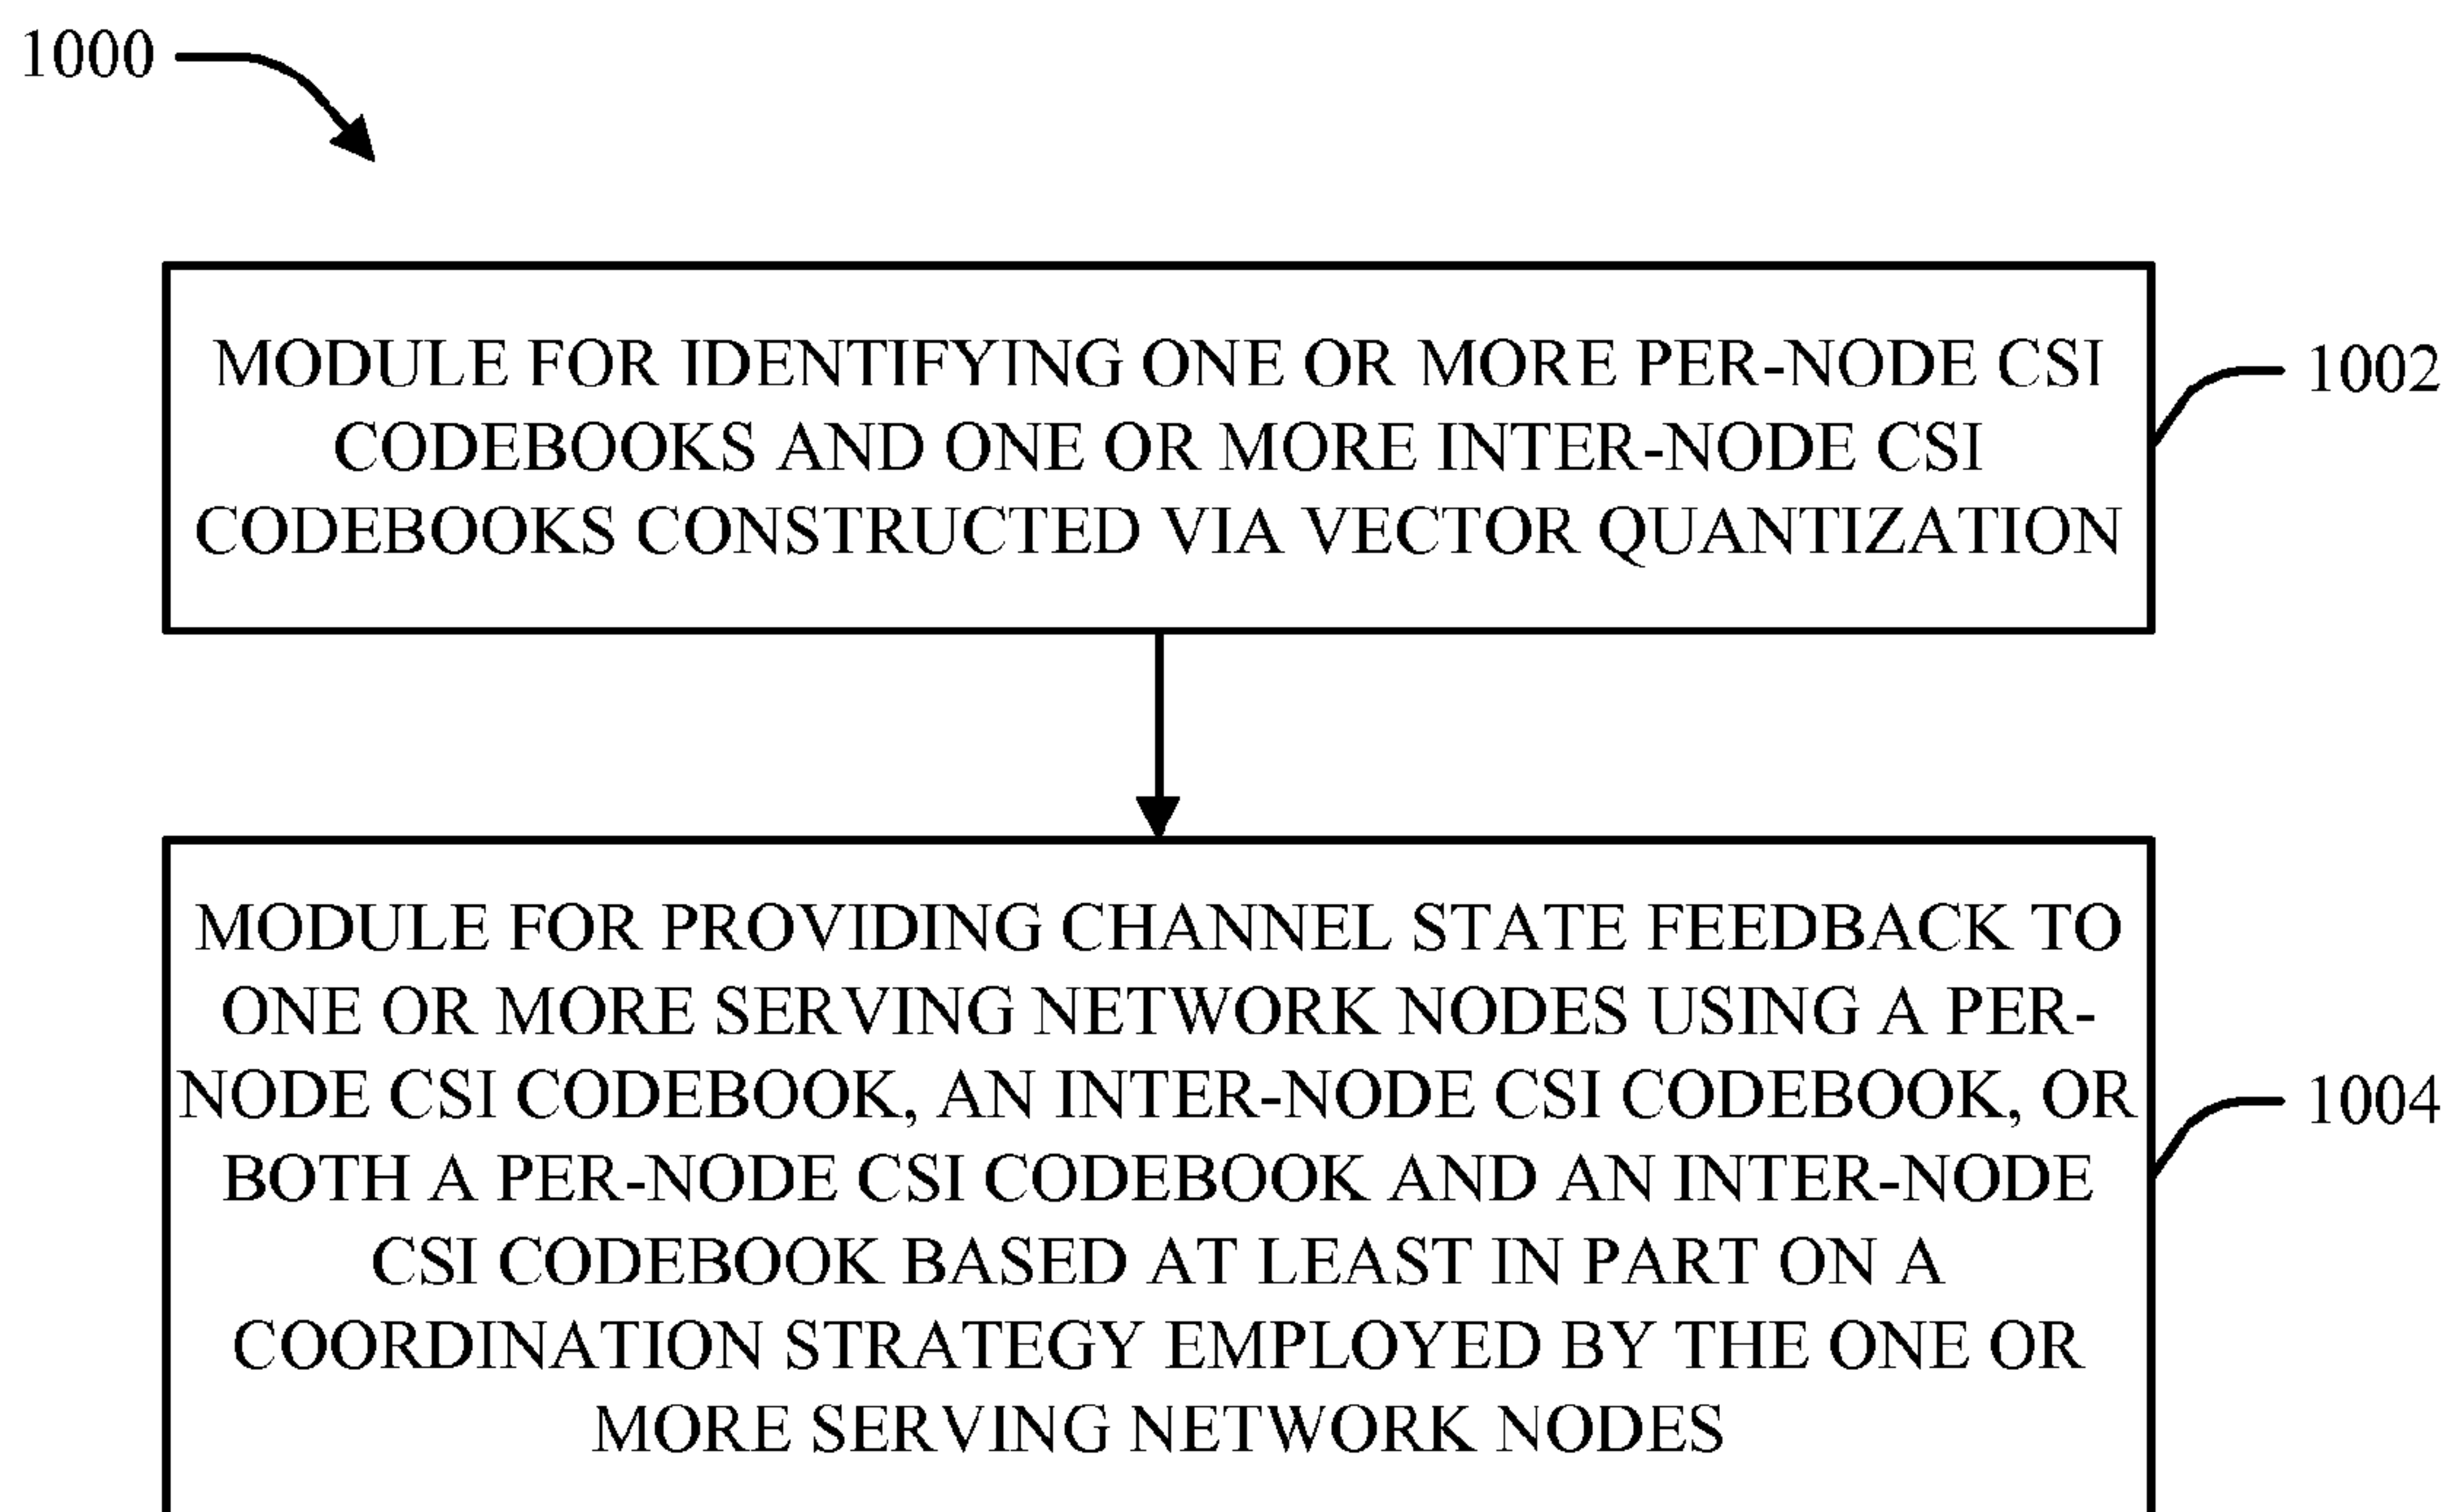 1000
MODULE FOR IDENTIFYING ONE OR MORE PER-NODE CSI
CODEBOOKS AND ONE OR MORE INTER-NODE CSI
CODEBOOKS CONSTRUCTED VIA VECTOR QUANTIZATION
1002
MODULE FOR PROVIDING CHANNEL STATE FEEDBACK TO
ONE OR MORE SERVING NETWORK NODES USING A PER-
NODE CSI CODEBOOK, AN INTER-NODE CSI CODEBOOK, OR
BOTH A PER-NODE CSI CODEBOOK AND AN INTER-NODE
CSI CODEBOOK BASED AT LEAST IN PART ON A
COORDINATION STRATEGY EMPLOYED BY THE ONE OR
MORE SERVING NETWORK NODES
1004